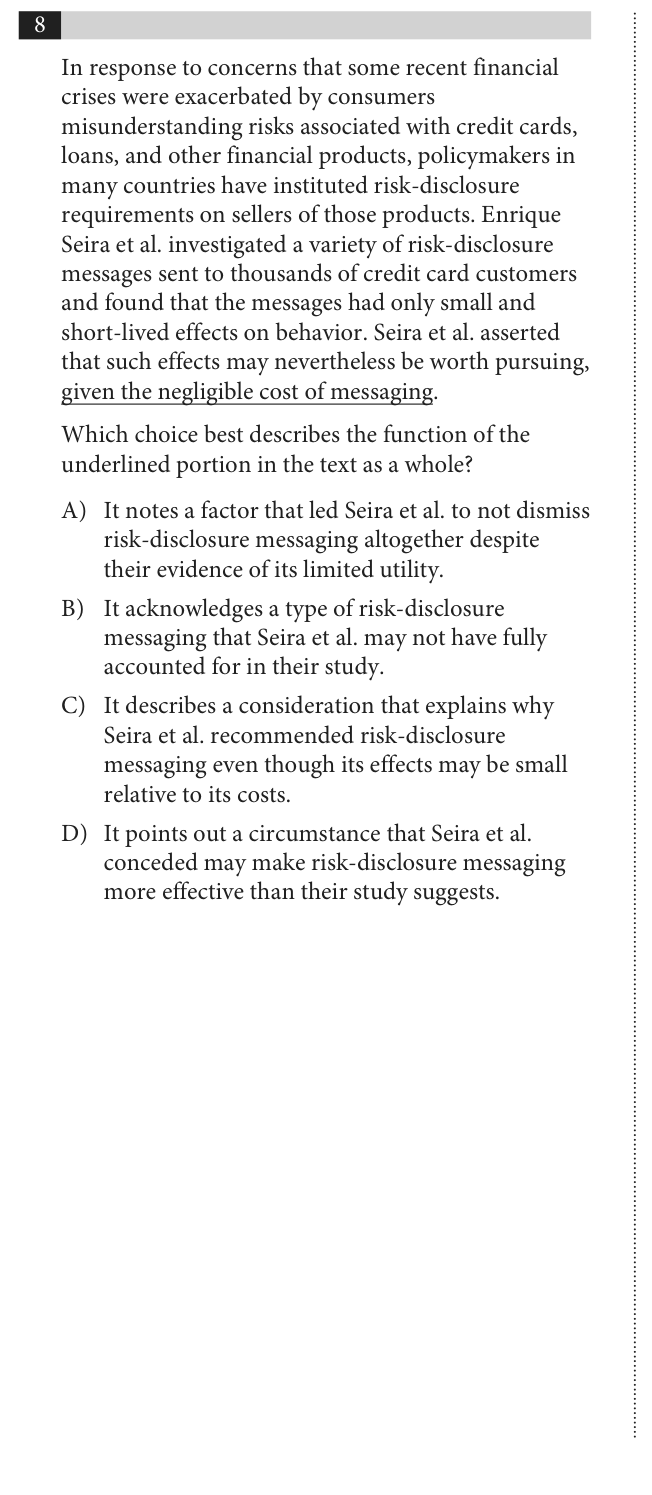 8
In response to concerns that some recent financial
crises were exacerbated by consumers
misunderstanding risks associated with credit cards,
loans, and other financial products, policymakers in
many countries have instituted risk-disclosure
requirements on sellers of those products. Enrique
Seira et al. investigated a variety of risk-disclosure
messages sent to thousands of credit card customers
and found that the messages had only small and
short-lived effects on behavior. Seira et al. asserted
that such effects may nevertheless be worth pursuing,
given the negligible cost of messaging.
Which choice best describes the function of the
underlined portion in the text as a whole?
A) It notes a factor that led Seira et al. to not dismiss
risk-disclosure messaging altogether despite
their evidence of its limited utility.
B) It acknowledges a type of risk-disclosure
messaging that Seira et al. may not have fully
accounted for in their study.
C) It describes a consideration that explains why
Seira et al. recommended risk-disclosure
messaging even though its effects may be small
relative to its costs.
D) It points out a circumstance that Seira et al.
conceded may make risk-disclosure messaging
more effective than their study suggests.